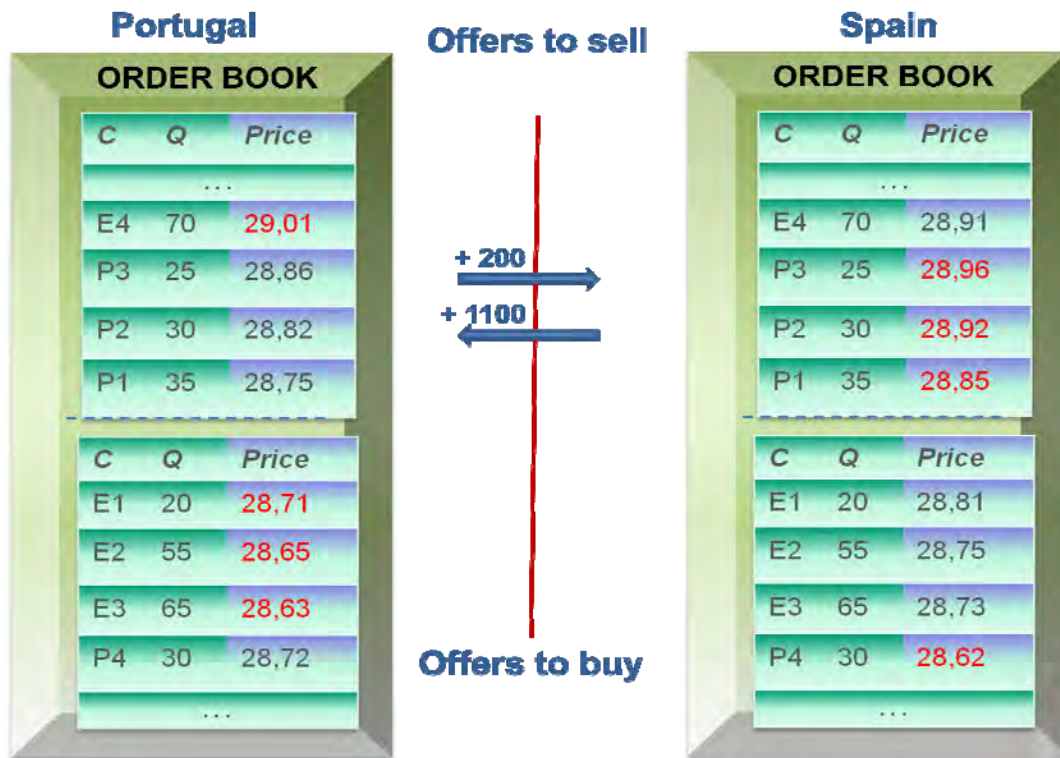 Portugal
ORDER BOOK
C Q Price
...
E4 70 29,01
P3 25 28,86
P2 30 28,82
P1 35 28,75
C Q Price
E1 20 28,71
E2 55 28,65
E3 65 28,63
P4 30 28,72
...
Offers to sell
+ 200
+ 1100
Offers to buy
Spain
ORDER BOOK
C Q Price
...
E4 70 28,91
P3 25 28,96
P2 30 28,92
P1 35 28,85
C Q Price
E1 20 28,81
E2 55 28,75
E3 65 28,73
P4 30 28,62
...